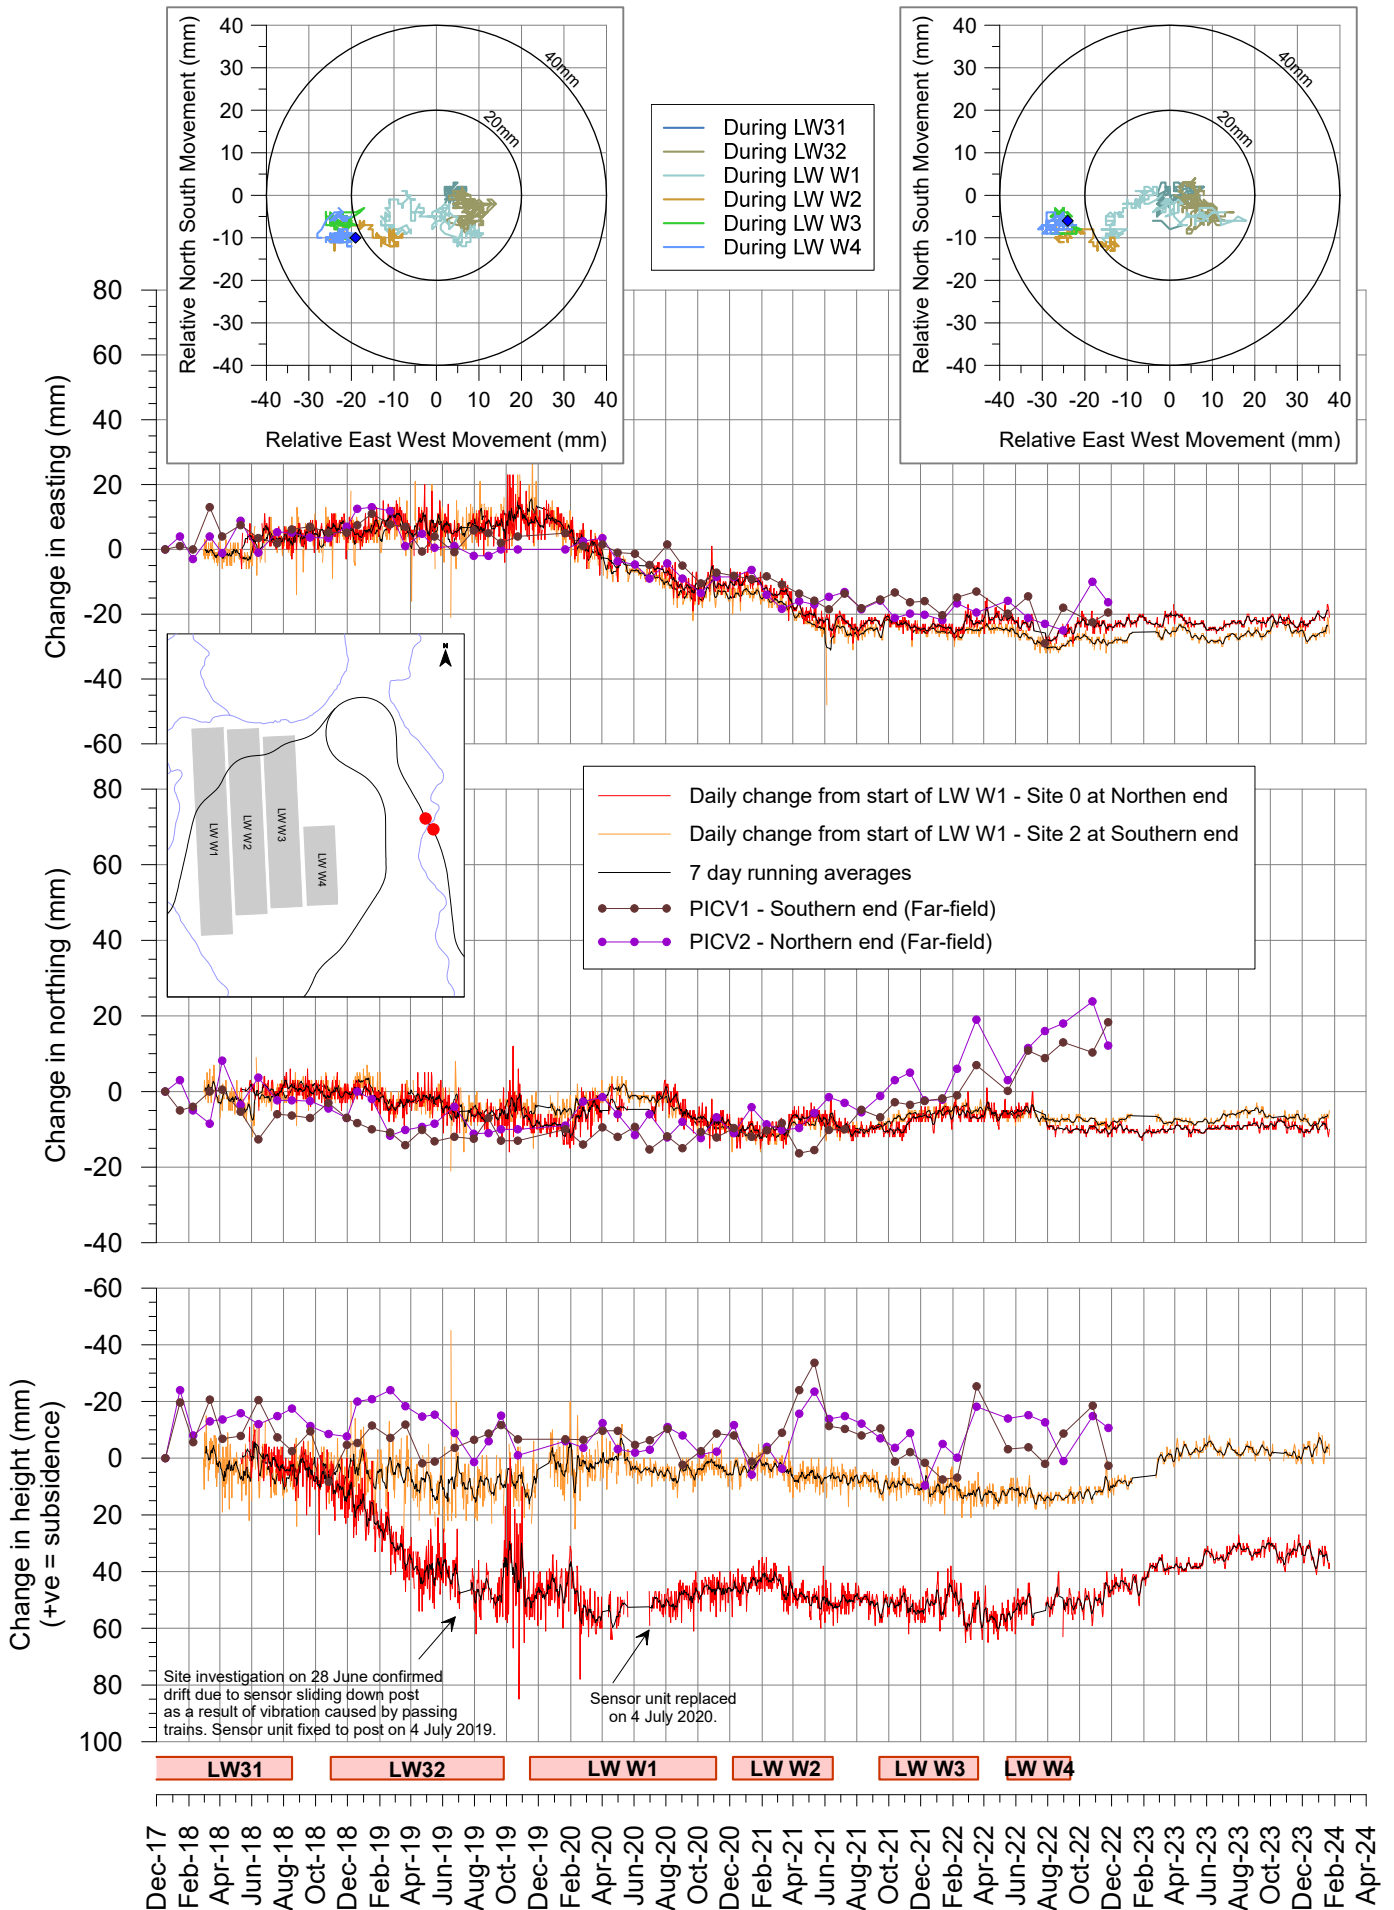 40
30
20
10
0
-10
-20
-30
-40
-40 -30 -20 -10 0 10 20 30 40
Relative North South Movement (mm)
Relative East West Movement (mm)
40mm
20mm
During LW31
During LW32
During LW W1
During LW W2
During LW W3
During LW W4
40
30
20
10
0
-10
-20
-30
-40
-40 -30 -20 -10 0 10 20 30 40
Relative North South Movement (mm)
Relative East West Movement (mm)
40mm
20mm
Change in easting (mm)
80
60
40
20
0
-20
-40
-60
N
LW W1
LW W2
LW W3
LW W4
Daily change from start of LW W1 - Site 0 at Northen end
Daily change from start of LW W1 - Site 2 at Southern end
7 day running averages
PICV1 - Southern end (Far-field)
PICV2 - Northern end (Far-field)
Change in northing (mm)
80
60
40
20
0
-20
-40
Change in height (mm)
(+ve = subsidence)
-60
-40
-20
0
20
40
60
80
100
Site investigation on 28 June confirmed
drift due to sensor sliding down post
as a result of vibration caused by passing
trains. Sensor unit fixed to post on 4 July 2019.
Sensor unit replaced
on 4 July 2020.
LW31 LW32 LW W1 LW W2 LW W3 LW W4
Dec-17
Feb-18
Apr-18
Jun-18
Aug-18
Oct-18
Dec-18
Feb-19
Apr-19
Jun-19
Aug-19
Oct-19
Dec-19
Feb-20
Apr-20
Jun-20
Aug-20
Oct-20
Dec-20
Feb-21
Apr-21
Jun-21
Aug-21
Oct-21
Dec-21
Feb-22
Apr-22
Jun-22
Aug-22
Oct-22
Dec-22
Feb-23
Apr-23
Jun-23
Aug-23
Oct-23
Dec-23
Feb-24
Apr-24